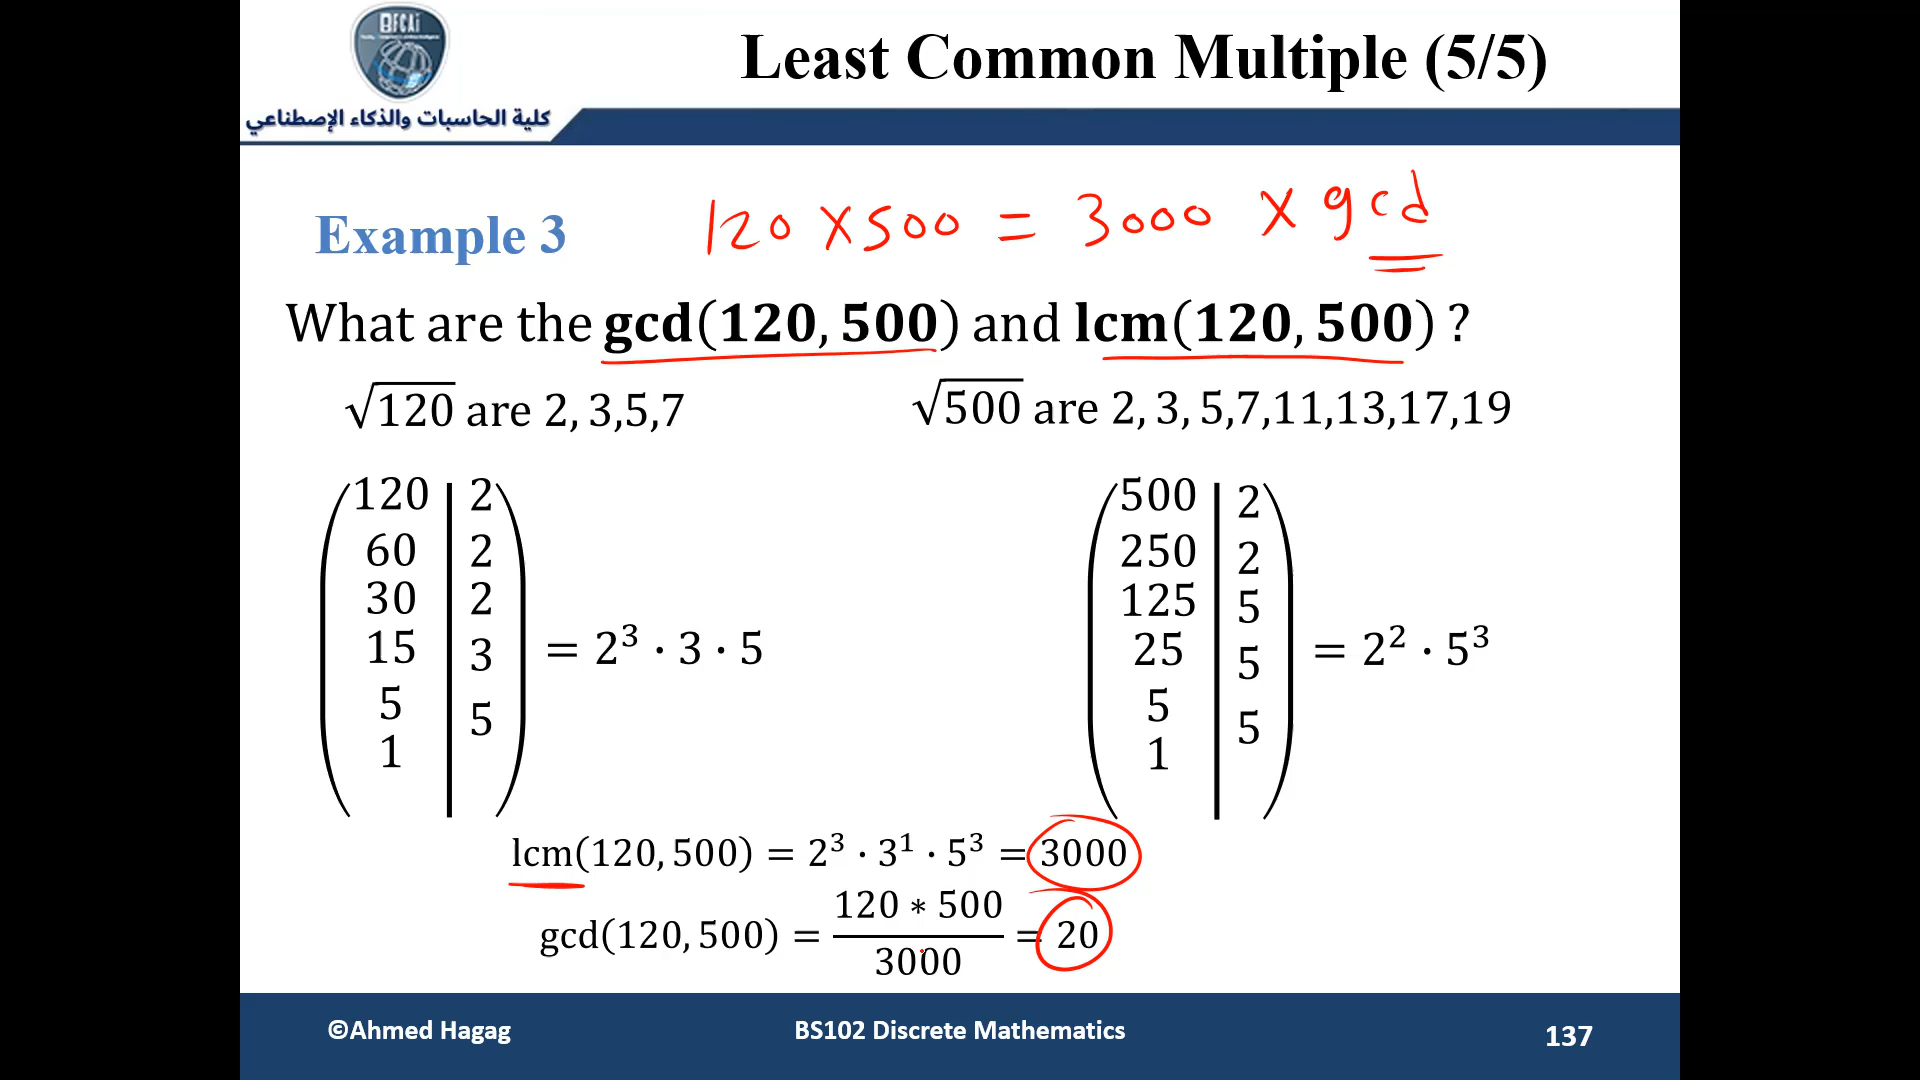 BFCAi
Least Common Multiple (5/5)
كلية الحاسبات والذكاء الإصطناعي
Example 3
120 × 500 = 3000 × gcd
What are the gcd(120, 500) and lcm(120, 500) ?
√120 are 2, 3,5,7
√500 are 2, 3, 5,7,11,13,17,19
120 | 2
60 | 2
30 | 2
15 | 3
5 | 5
1
= 2³ · 3 · 5
500 | 2
250 | 2
125 | 5
25 | 5
5 | 5
1
= 2² · 5³
lcm(120, 500) = 2³ · 3¹ · 5³ = 3000
gcd(120, 500) = 120 ∗ 500 / 3000 = 20
©Ahmed Hagag
BS102 Discrete Mathematics
137